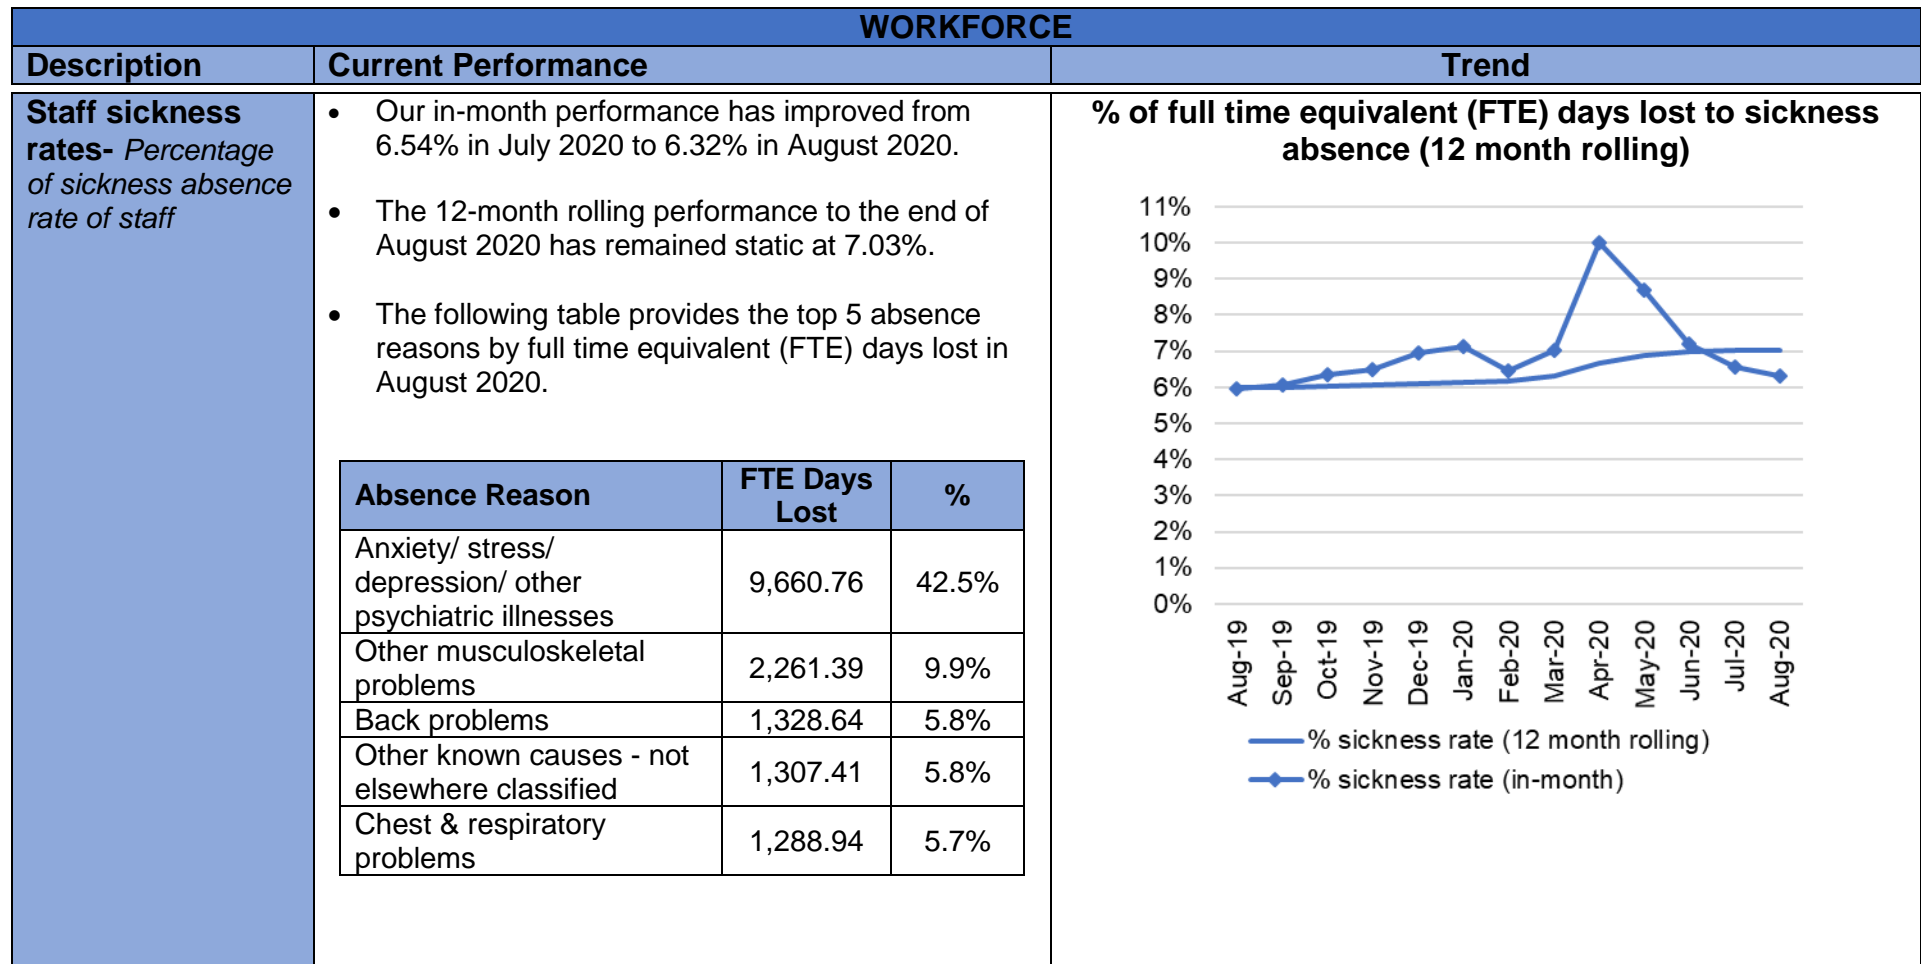 WORKFORCE
Description
Current Performance
Trend
Staff sickness
rates- Percentage
of sickness absence
rate of staff
• Our in-month performance has improved from
6.54% in July 2020 to 6.32% in August 2020.
• The 12-month rolling performance to the end of
August 2020 has remained static at 7.03%.
• The following table provides the top 5 absence
reasons by full time equivalent (FTE) days lost in
August 2020.
Absence Reason
FTE Days
Lost
%
Anxiety/ stress/
depression/ other
psychiatric illnesses
9,660.76
42.5%
Other musculoskeletal
problems
2,261.39
9.9%
Back problems
1,328.64
5.8%
Other known causes - not
elsewhere classified
1,307.41
5.8%
Chest & respiratory
problems
1,288.94
5.7%
% of full time equivalent (FTE) days lost to sickness
absence (12 month rolling)
11%
10%
9%
8%
7%
6%
5%
4%
3%
2%
1%
0%
Aug-19
Sep-19
Oct-19
Nov-19
Dec-19
Jan-20
Feb-20
Mar-20
Apr-20
May-20
Jun-20
Jul-20
Aug-20
% sickness rate (12 month rolling)
% sickness rate (in-month)